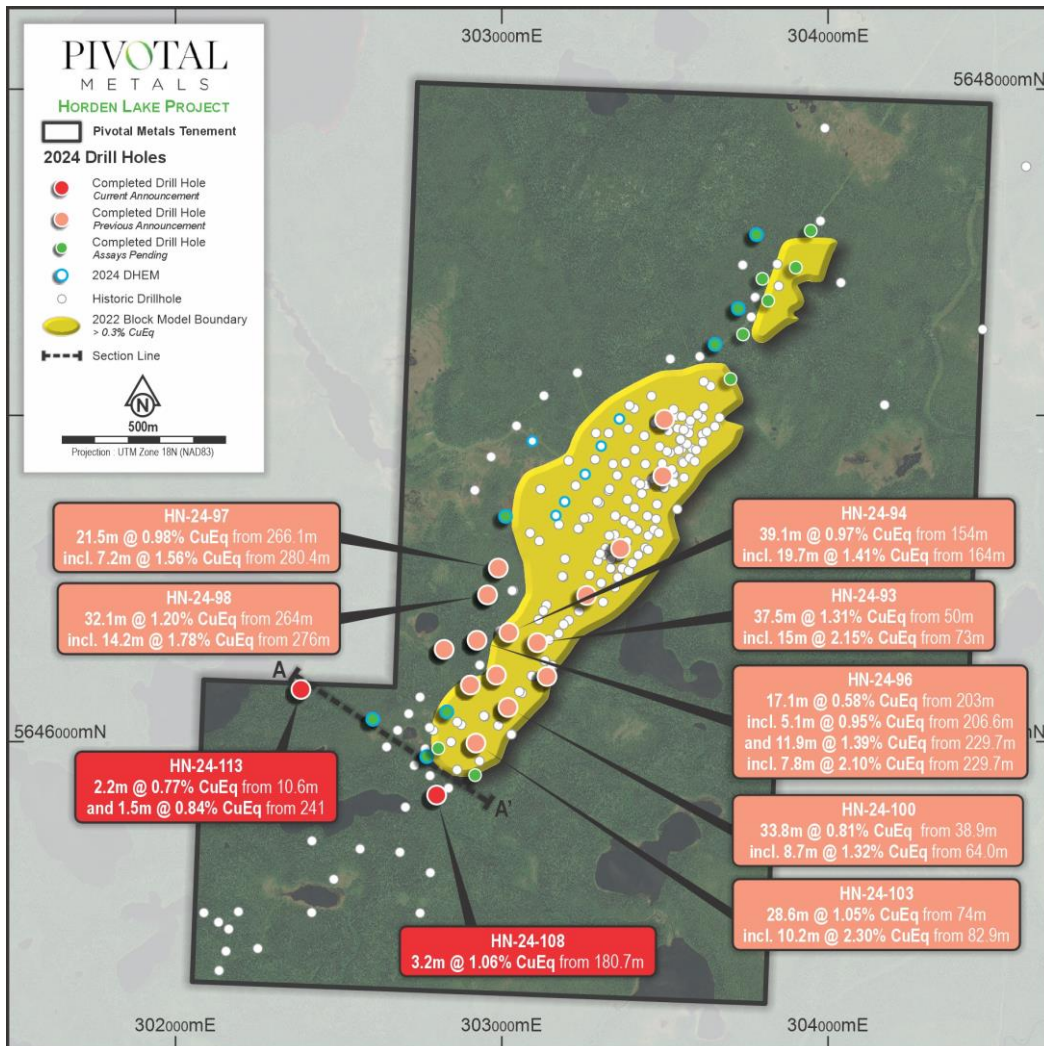 PIVOTAL
METALS
HORDEN LAKE PROJECT
Pivotal Metals Tenement
2024 Drill Holes
Completed Drill Hole
Current Announcement
Completed Drill Hole
Previous Announcement
Completed Drill Hole
Assays Pending
2024 DHEM
Historic Drillhole
2022 Block Model Boundary
> 0.3% CuEq
Section Line
N
500m
Projection : UTM Zone 18N (NAD83)
303000mE
304000mE
5648000mN
HN-24-97
21.5m @ 0.98% CuEq from 266.1m
incl. 7.2m @ 1.56% CuEq from 280.4m
HN-24-98
32.1m @ 1.20% CuEq from 264m
incl. 14.2m @ 1.78% CuEq from 276m
HN-24-94
39.1m @ 0.97% CuEq from 154m
incl. 19.7m @ 1.41% CuEq from 164m
HN-24-93
37.5m @ 1.31% CuEq from 50m
incl. 15m @ 2.15% CuEq from 73m
HN-24-96
17.1m @ 0.58% CuEq from 203m
incl. 5.1m @ 0.95% CuEq from 206.6m
and 11.9m @ 1.39% CuEq from 229.7m
incl. 7.8m @ 2.10% CuEq from 229.7m
A
5646000mN
HN-24-113
2.2m @ 0.77% CuEq from 10.6m
and 1.5m @ 0.84% CuEq from 241
A'
HN-24-100
33.8m @ 0.81% CuEq from 38.9m
incl. 8.7m @ 1.32% CuEq from 64.0m
HN-24-103
28.6m @ 1.05% CuEq from 74m
incl. 10.2m @ 2.30% CuEq from 82.9m
HN-24-108
3.2m @ 1.06% CuEq from 180.7m
302000mE
303000mE
304000mE